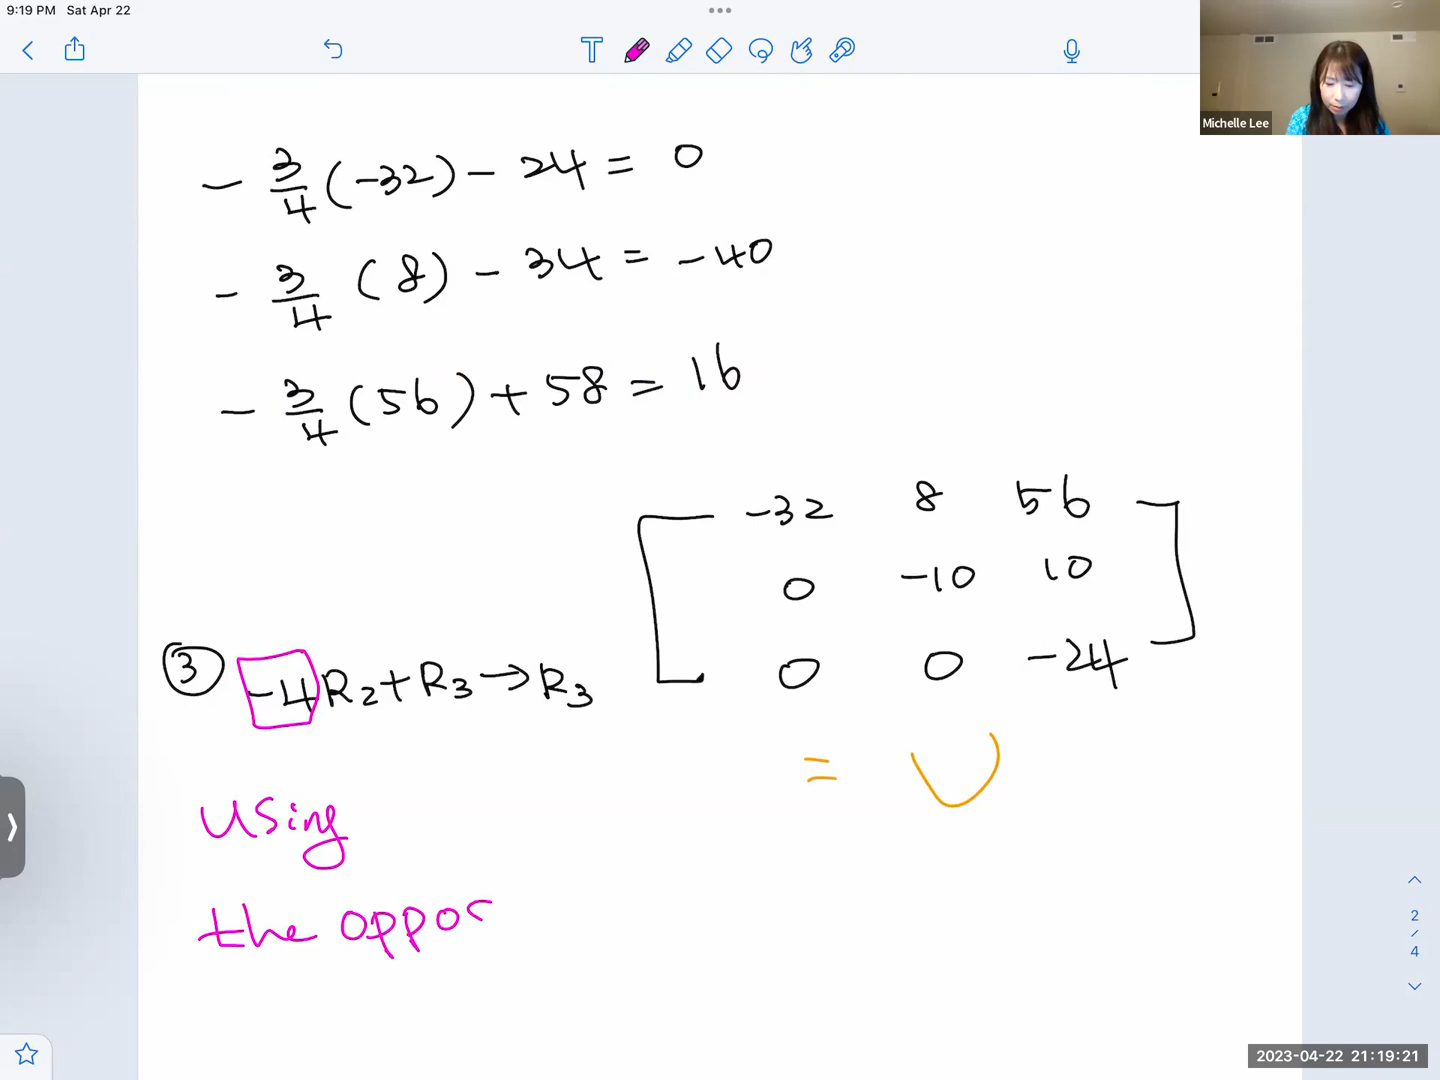 9:19 PM Sat Apr 22
Michelle Lee
- 3/4 (-32) - 24 = 0
- 3/4 (8) - 34 = -40
- 3/4 (56) + 58 = 16
-32 8 56
0 -10 10
③ -4R₂+R₃→R₃
0 0 -24
= U
Using
the oppos
2
/
4
2023-04-22 21:19:21